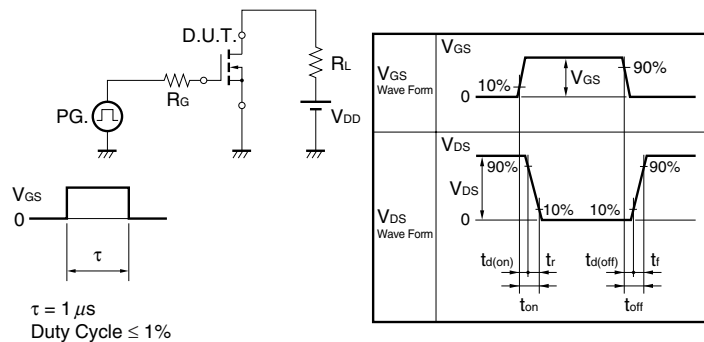 D.U.T.
RL
RG
PG.
VDD
VGS
0
τ
τ = 1 μs
Duty Cycle ≤ 1%
VGS
Wave Form
VGS
10%
VGS
90%
0
VDS
Wave Form
VDS
90%
VDS
10%
10%
90%
0
td(on)
tr
td(off)
tf
ton
toff